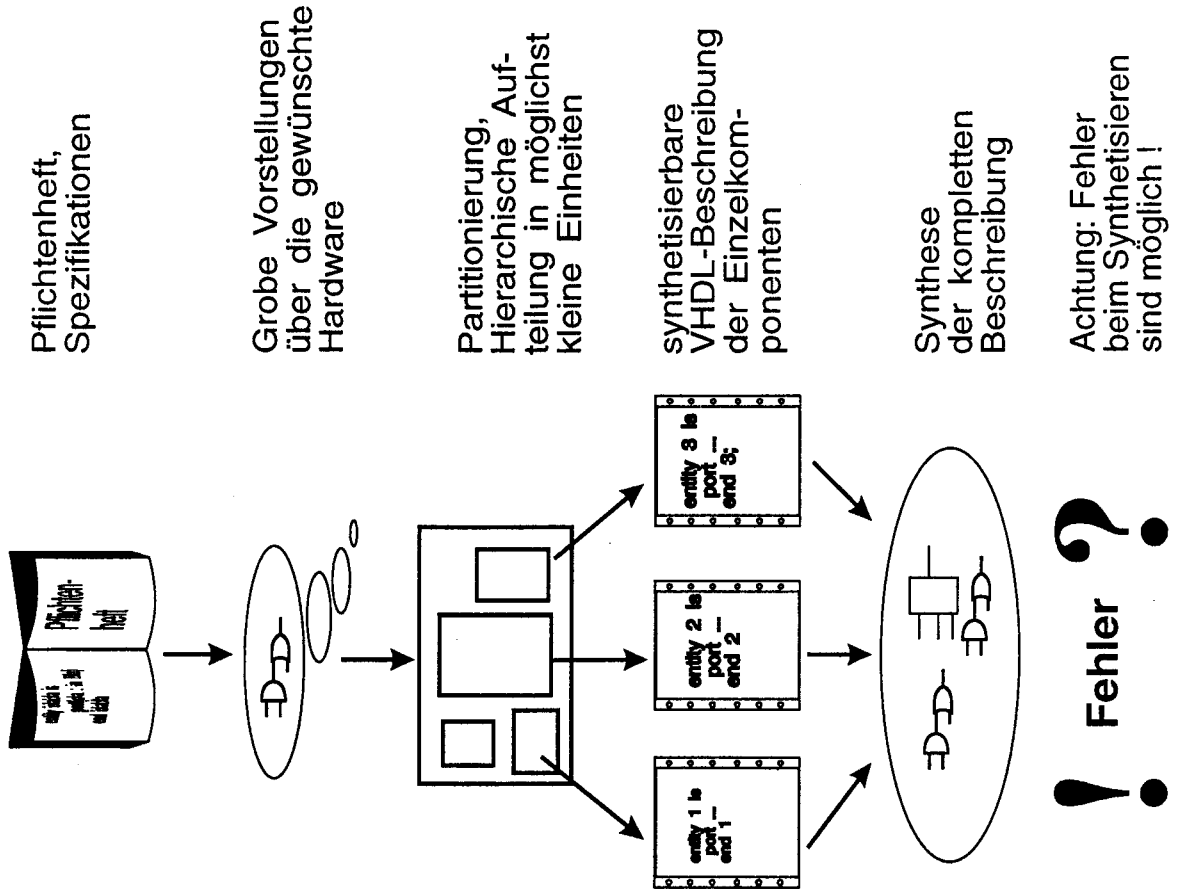 Pflichtenheft,
Spezifikationen
Pflichten-
heft
Grobe Vorstellungen
über die gewünschte
Hardware
Partitionierung,
Hierarchische Auf-
teilung in möglichst
kleine Einheiten
synthetisierbare
VHDL-Beschreibung
der Einzelkom-
ponenten
entity 1 is
port ---
end 1
entity 2 is
port ---
end 2
entity 3 is
port ---
end 3;
Synthese
der kompletten
Beschreibung
Achtung: Fehler
beim Synthetisieren
sind möglich !
! Fehler ?